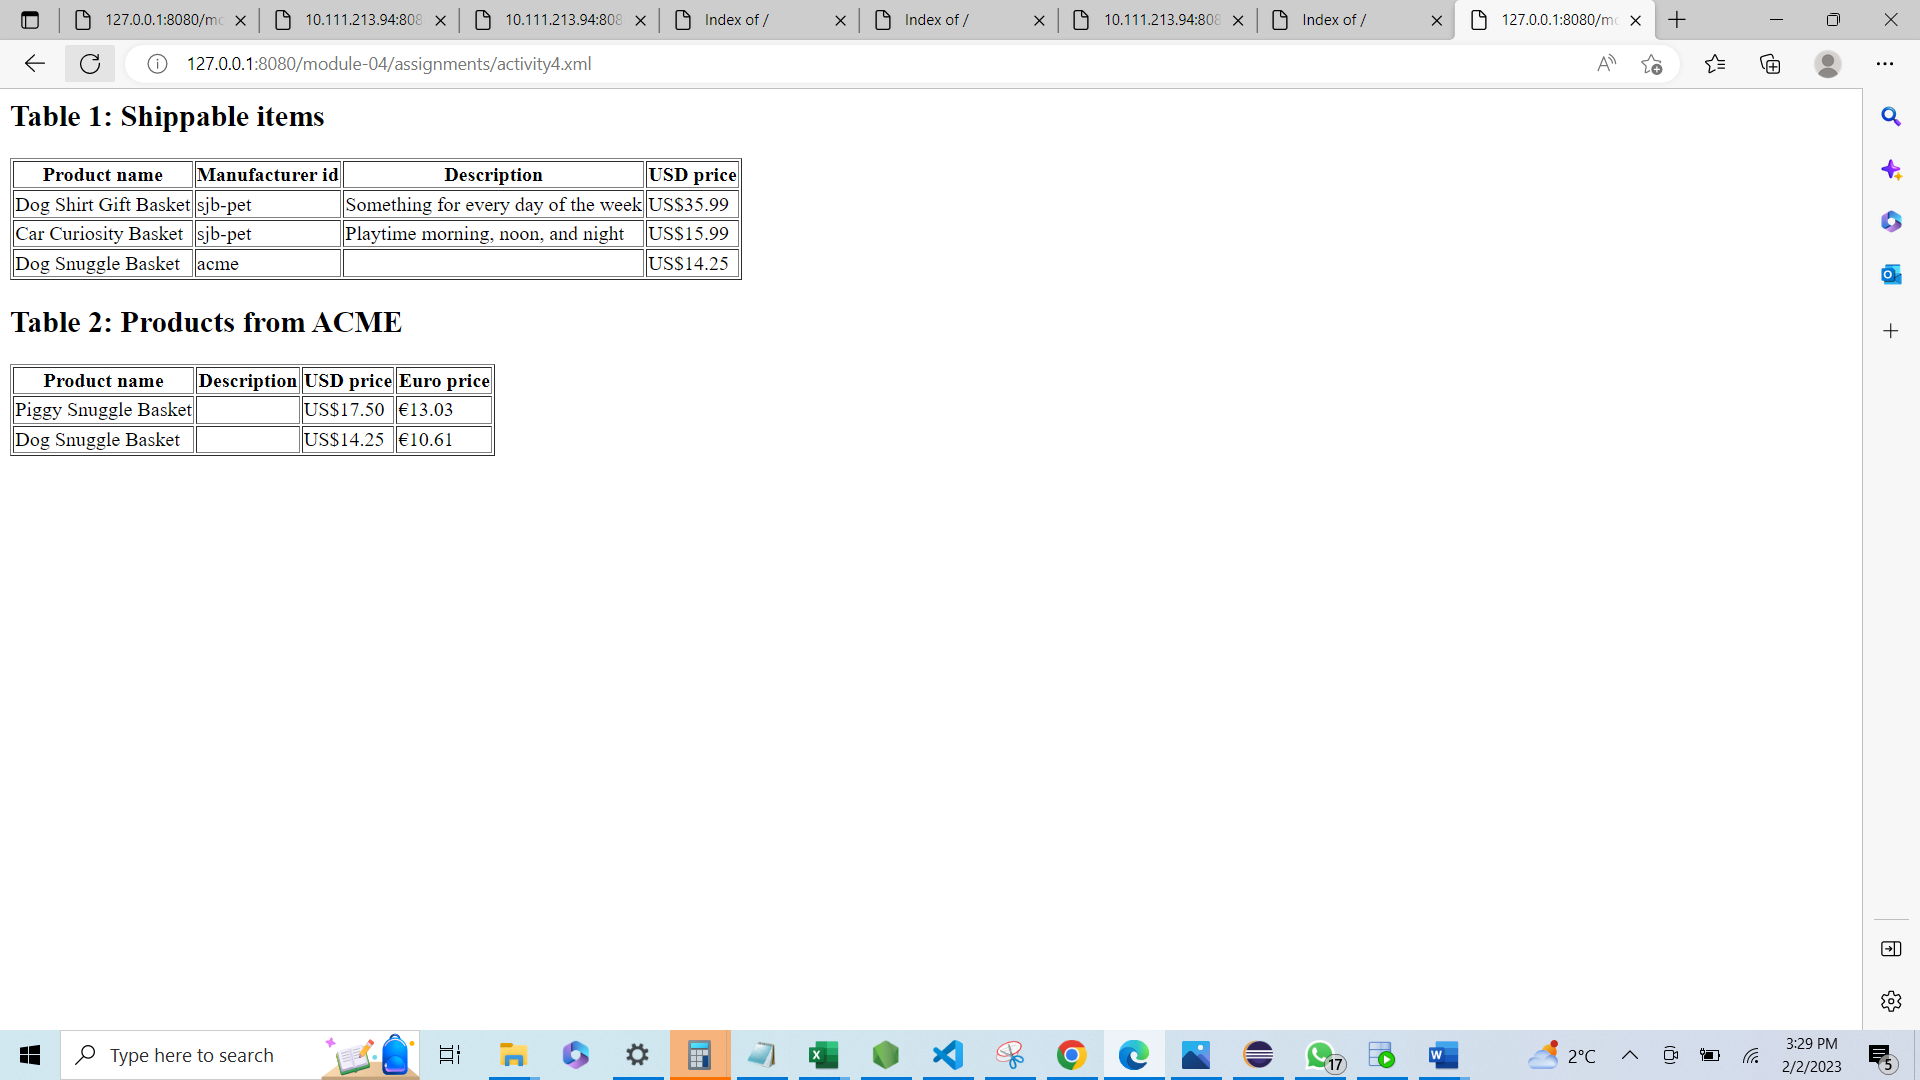 127.0.0.1:8080/mo 10.111.213.94:808 10.111.213.94:808 Index of / Index of / 10.111.213.94:808 Index of / 127.0.0.1:8080/mo
127.0.0.1:8080/module-04/assignments/activity4.xml
Table 1: Shippable items
Product name Manufacturer id Description USD price
Dog Shirt Gift Basket sjb-pet Something for every day of the week US$35.99
Car Curiosity Basket sjb-pet Playtime morning, noon, and night US$15.99
Dog Snuggle Basket acme US$14.25
Table 2: Products from ACME
Product name Description USD price Euro price
Piggy Snuggle Basket US$17.50 €13.03
Dog Snuggle Basket US$14.25 €10.61
Type here to search
17
2°C
3:29 PM
2/2/2023
5